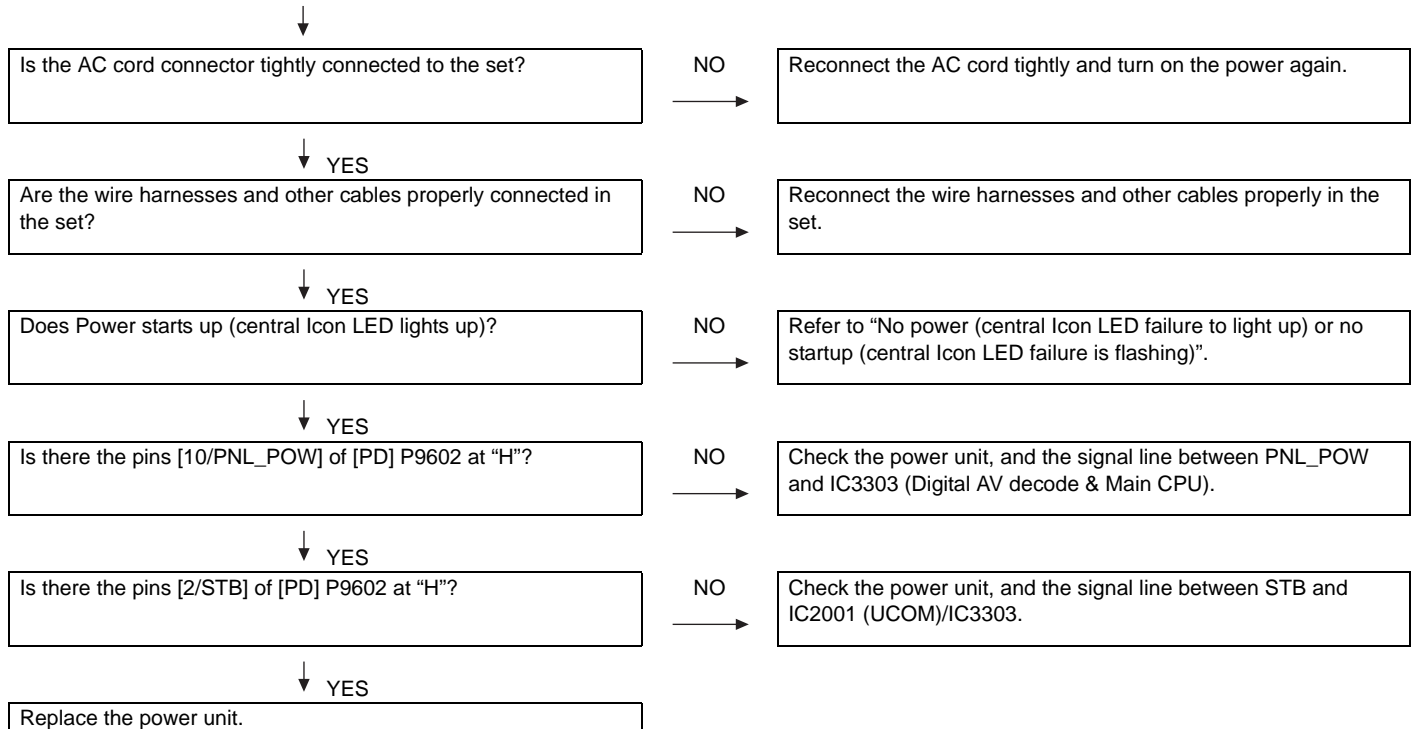 Is the AC cord connector tightly connected to the set?
NO
Reconnect the AC cord tightly and turn on the power again.
YES
Are the wire harnesses and other cables properly connected in
the set?
NO
Reconnect the wire harnesses and other cables properly in the
set.
YES
Does Power starts up (central Icon LED lights up)?
NO
Refer to “No power (central Icon LED failure to light up) or no
startup (central Icon LED failure is flashing)”.
YES
Is there the pins [10/PNL_POW] of [PD] P9602 at “H”?
NO
Check the power unit, and the signal line between PNL_POW
and IC3303 (Digital AV decode & Main CPU).
YES
Is there the pins [2/STB] of [PD] P9602 at “H”?
NO
Check the power unit, and the signal line between STB and
IC2001 (UCOM)/IC3303.
YES
Replace the power unit.